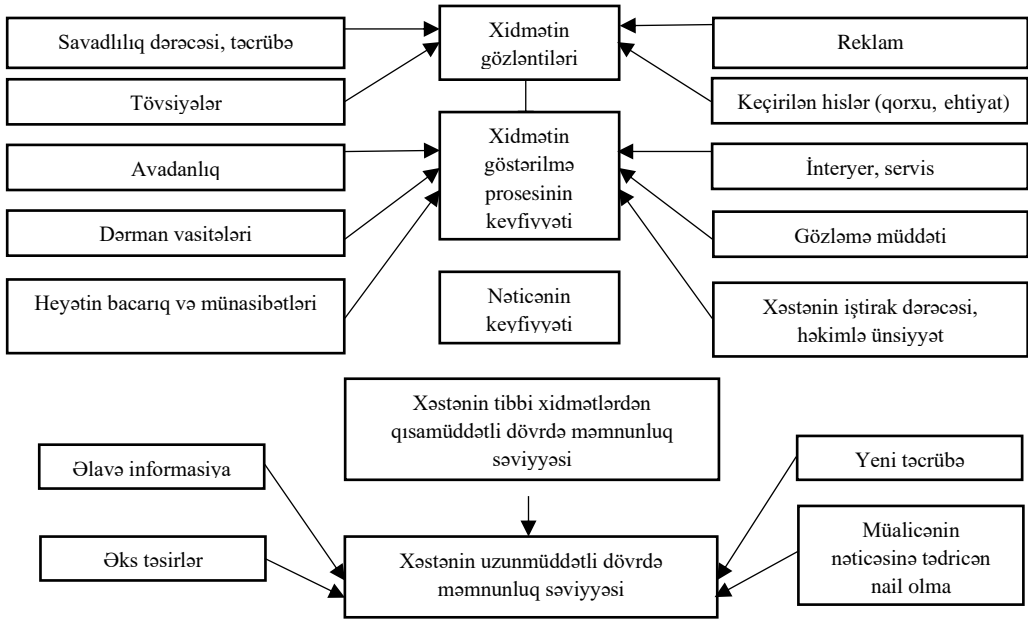 Savadlılıq dərəcəsi, təcrübə
Xidmətin
gözləntiləri
Reklam
Tövsiyələr
Keçirilən hislər (qorxu, ehtiyat)
Avadanlıq
Xidmətin
göstərilmə
prosesinin
keyfiyyəti
İnteryer, servis
Dərman vasitələri
Gözləmə müddəti
Heyətin bacarıq və münasibətləri
Nəticənin
keyfiyyəti
Xəstənin iştirak dərəcəsi,
həkimlə ünsiyyət
Xəstənin tibbi xidmətlərdən
qısamüddətli dövrdə məmnunluq
səviyyəsi
Əlavə informasiya
Yeni təcrübə
Əks təsirlər
Xəstənin uzunmüddətli dövrdə
məmnunluq səviyyəsi
Müalicənin
nəticəsinə tədricən
nail olma